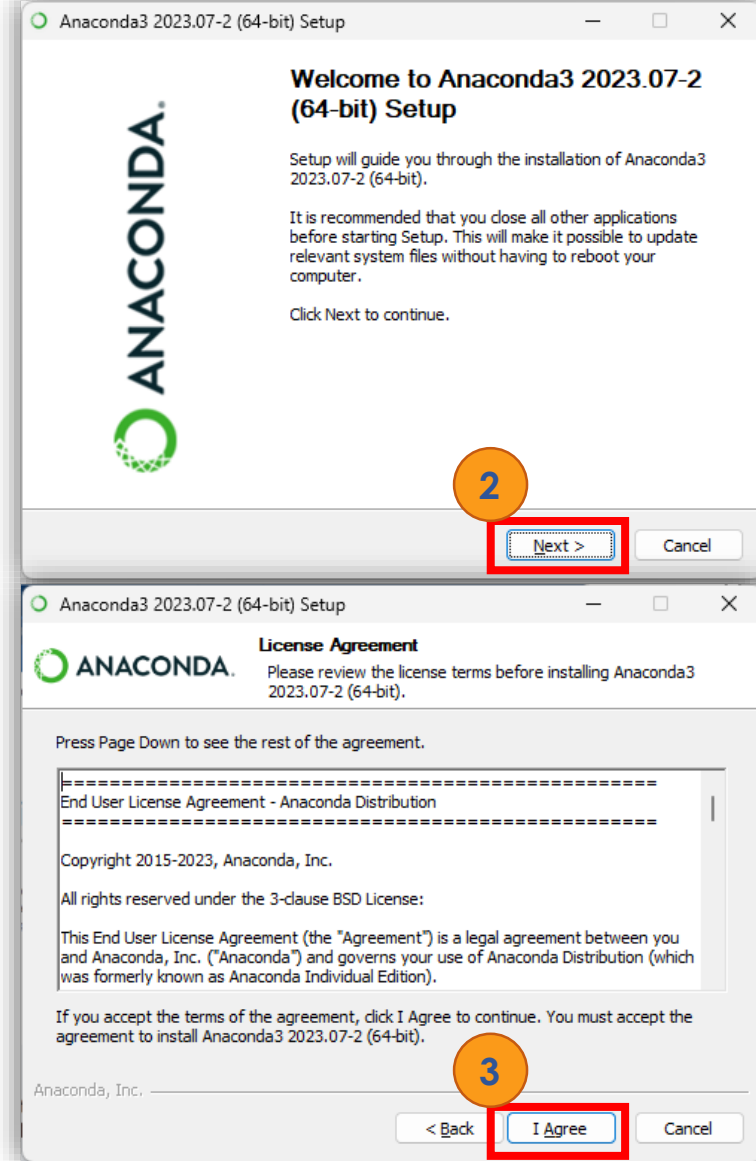 Anaconda3 2023.07-2 (64-bit) Setup
ANACONDA.
Welcome to Anaconda3 2023.07-2
(64-bit) Setup
Setup will guide you through the installation of Anaconda3
2023.07-2 (64-bit).
It is recommended that you close all other applications
before starting Setup. This will make it possible to update
relevant system files without having to reboot your
computer.
Click Next to continue.
2
Next >
Cancel
Anaconda3 2023.07-2 (64-bit) Setup
ANACONDA.
License Agreement
Please review the license terms before installing Anaconda3
2023.07-2 (64-bit).
Press Page Down to see the rest of the agreement.
==================================================
End User License Agreement - Anaconda Distribution
==================================================
Copyright 2015-2023, Anaconda, Inc.
All rights reserved under the 3-clause BSD License:
This End User License Agreement (the "Agreement") is a legal agreement between you
and Anaconda, Inc. ("Anaconda") and governs your use of Anaconda Distribution (which
was formerly known as Anaconda Individual Edition).
If you accept the terms of the agreement, click I Agree to continue. You must accept the
agreement to install Anaconda3 2023.07-2 (64-bit).
3
Anaconda, Inc.
< Back
I Agree
Cancel